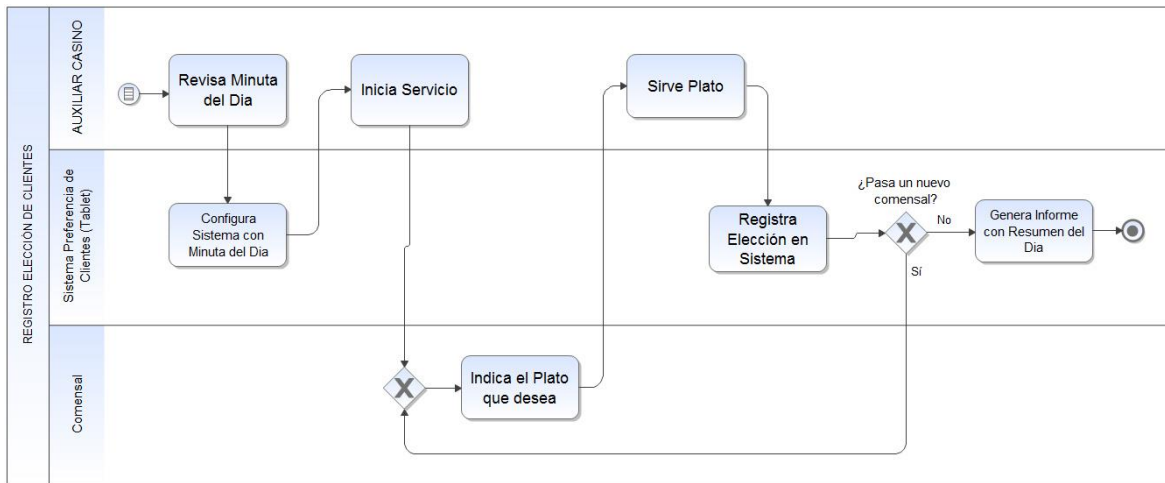 REGISTRO ELECCIÓN DE CLIENTES
AUXILIAR CASINO
Revisa Minuta
del Dia
Inicia Servicio
Sirve Plato
Sistema Preferencia de
Clientes (Tablet)
Configura
Sistema con
Minuta del Dia
Registra
Elección en
Sistema
¿Pasa un nuevo
comensal?
No
Sí
Genera Informe
con Resumen del
Dia
Comensal
Indica el Plato
que desea